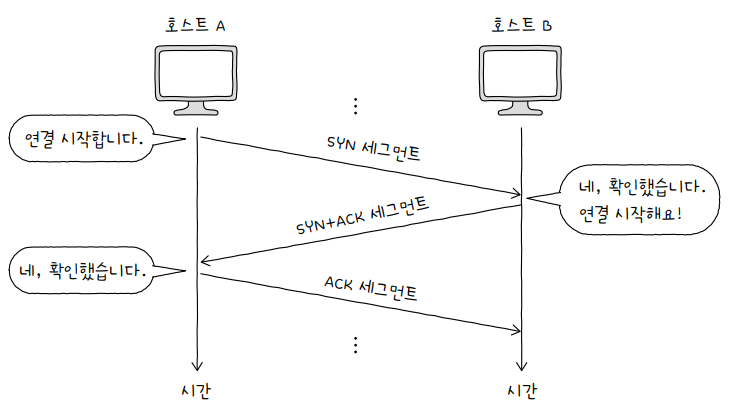 호스트 A
호스트 B
연결 시작합니다.
SYN 세그먼트
네, 확인했습니다.
연결 시작해요!
SYN+ACK 세그먼트
네, 확인했습니다.
ACK 세그먼트
시간
시간